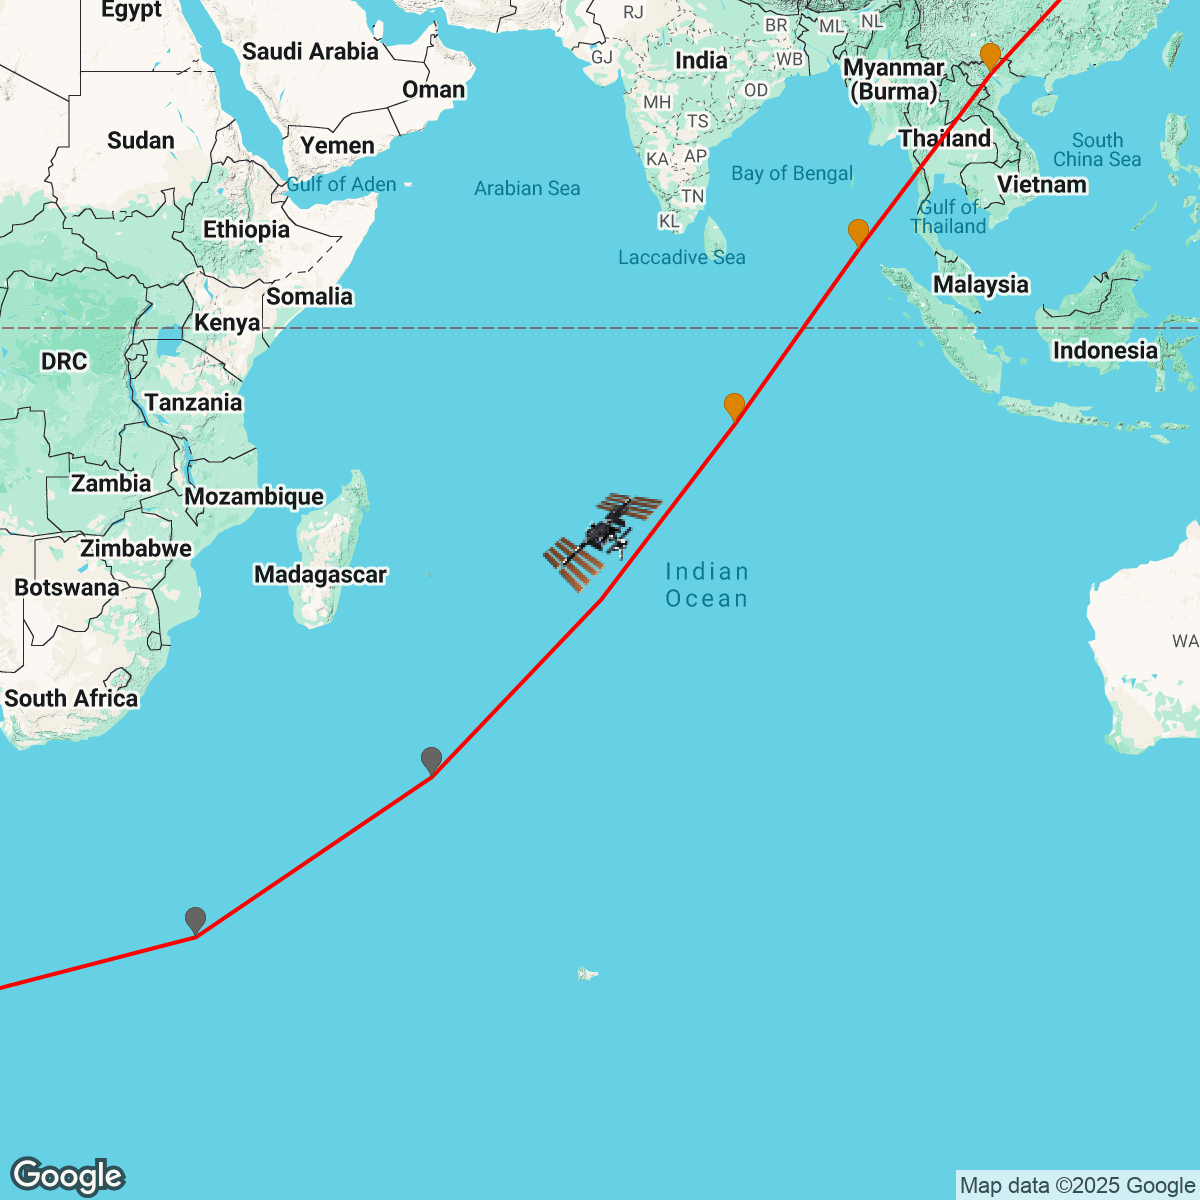 Egypt
RJ
BR
ML
NL
Saudi Arabia
GJ
India
WB
Myanmar
(Burma)
Oman
MH
OD
TS
Sudan
Yemen
Thailand
South
China Sea
KA
AP
Gulf of Aden
Arabian Sea
Bay of Bengal
Vietnam
TN
Gulf of
Thailand
KL
Ethiopia
Laccadive Sea
Malaysia
Somalia
Kenya
Indonesia
DRC
Tanzania
Zambia
Mozambique
Zimbabwe
Indian
Ocean
Madagascar
Botswana
WA
South Africa
Google
Map data ©2025 Google